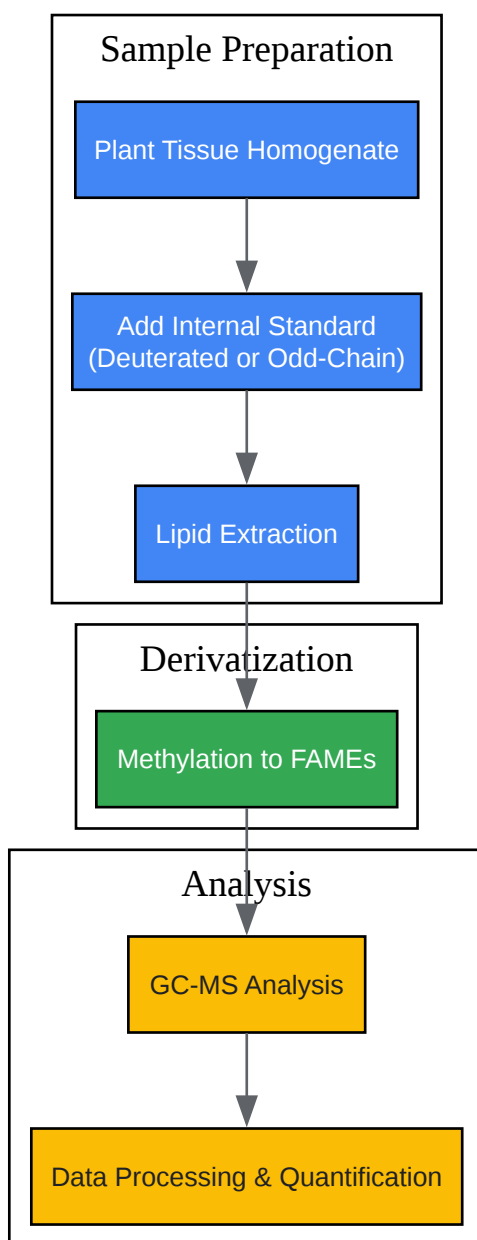 Sample Preparation
Plant Tissue Homogenate
Add Internal Standard
(Deuterated or Odd-Chain)
Lipid Extraction
Derivatization
Methylation to FAMEs
Analysis
GC-MS Analysis
Data Processing & Quantification